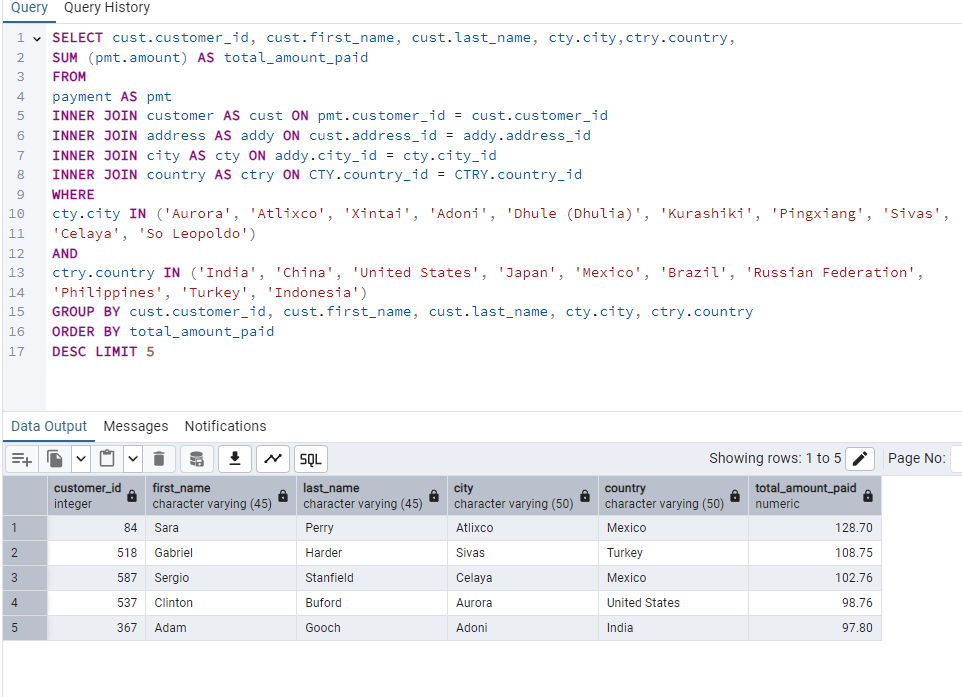 Query Query History
1 SELECT cust.customer_id, cust.first_name, cust.last_name, cty.city,ctry.country,
2 SUM (pmt.amount) AS total_amount_paid
3 FROM
4 payment AS pmt
5 INNER JOIN customer AS cust ON pmt.customer_id = cust.customer_id
6 INNER JOIN address AS addy ON cust.address_id = addy.address_id
7 INNER JOIN city AS cty ON addy.city_id = cty.city_id
8 INNER JOIN country AS ctry ON CTY.country_id = CTRY.country_id
9 WHERE
10 cty.city IN ('Aurora', 'Atlixco', 'Xintai', 'Adoni', 'Dhule (Dhulia)', 'Kurashiki', 'Pingxiang', 'Sivas',
11 'Celaya', 'So Leopoldo')
12 AND
13 ctry.country IN ('India', 'China', 'United States', 'Japan', 'Mexico', 'Brazil', 'Russian Federation',
14 'Philippines', 'Turkey', 'Indonesia')
15 GROUP BY cust.customer_id, cust.first_name, cust.last_name, cty.city, ctry.country
16 ORDER BY total_amount_paid
17 DESC LIMIT 5
Data Output Messages Notifications
SQL Showing rows: 1 to 5 Page No:
customer_id first_name last_name city country total_amount_paid
integer character varying (45) character varying (45) character varying (50) character varying (50) numeric
1 84 Sara Perry Atlixco Mexico 128.70
2 518 Gabriel Harder Sivas Turkey 108.75
3 587 Sergio Stanfield Celaya Mexico 102.76
4 537 Clinton Buford Aurora United States 98.76
5 367 Adam Gooch Adoni India 97.80